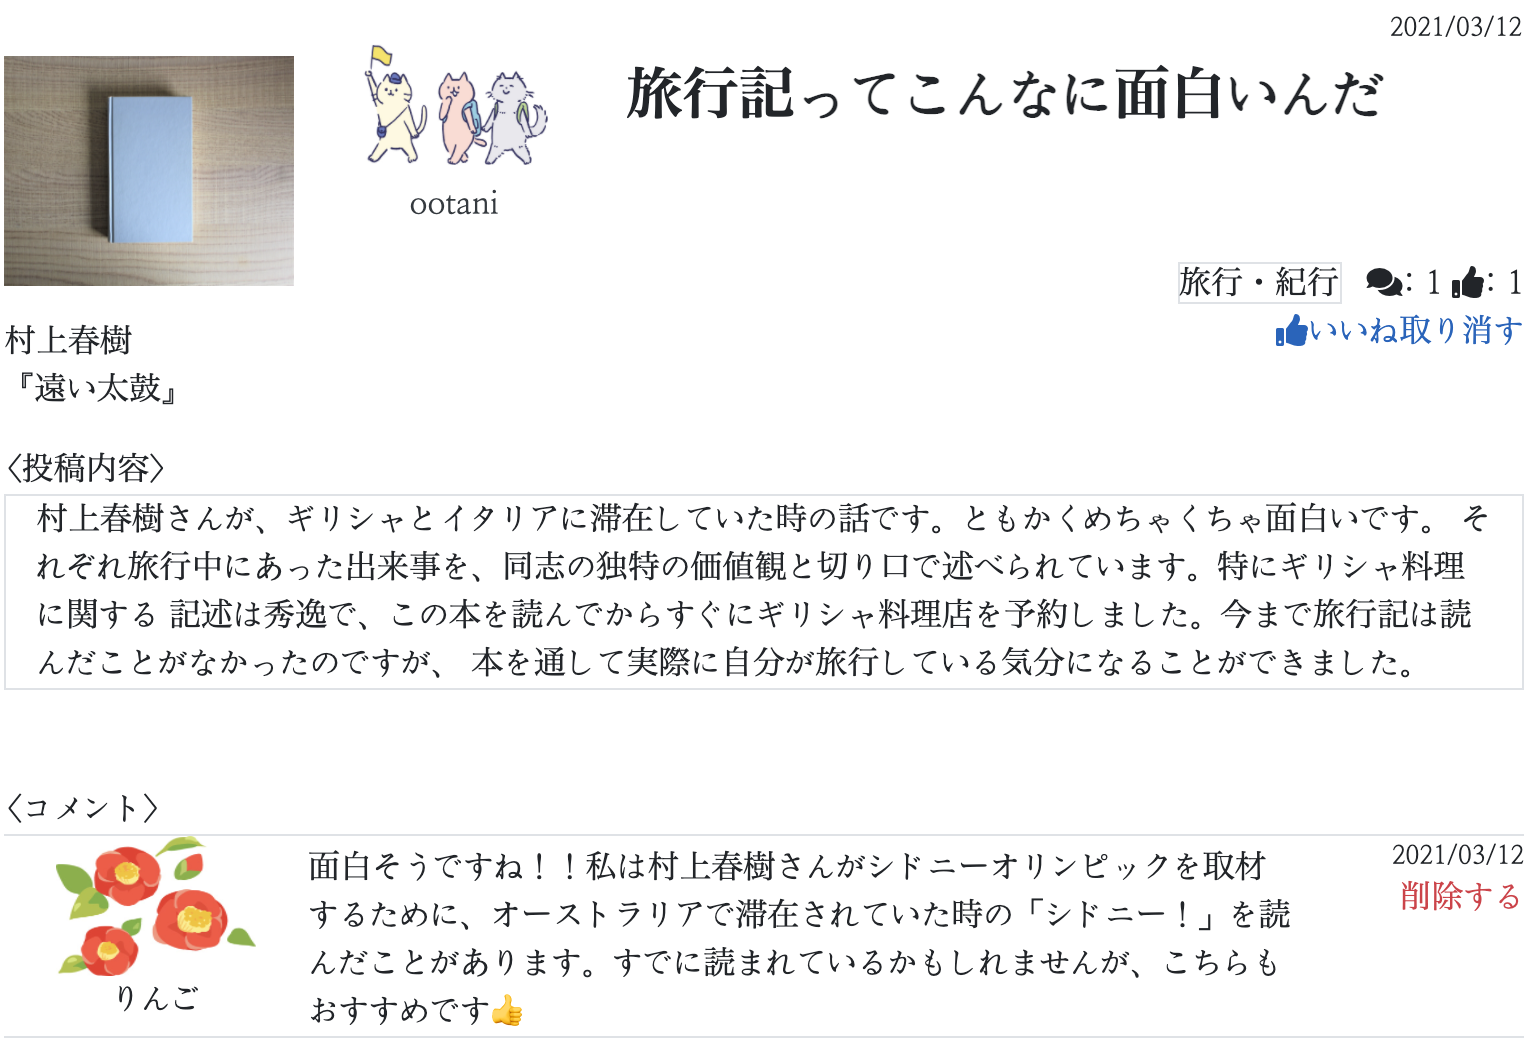 2021/03/12
旅行記ってこんなに面白いんだ
ootani
旅行・紀行 : 1 : 1
いいね取り消す
村上春樹
『遠い太鼓』
〈投稿内容〉
村上春樹さんが、ギリシャとイタリアに滞在していた時の話です。ともかくめちゃくちゃ面白いです。 そ
れぞれ旅行中にあった出来事を、同志の独特の価値観と切り口で述べられています。特にギリシャ料理
に関する 記述は秀逸で、この本を読んでからすぐにギリシャ料理店を予約しました。今まで旅行記は読
んだことがなかったのですが、 本を通して実際に自分が旅行している気分になることができました。
〈コメント〉
面白そうですね！！私は村上春樹さんがシドニーオリンピックを取材
するために、オーストラリアで滞在されていた時の「シドニー！」を読
んだことがあります。すでに読まれているかもしれませんが、こちらも
おすすめです👍
2021/03/12
削除する
りんご